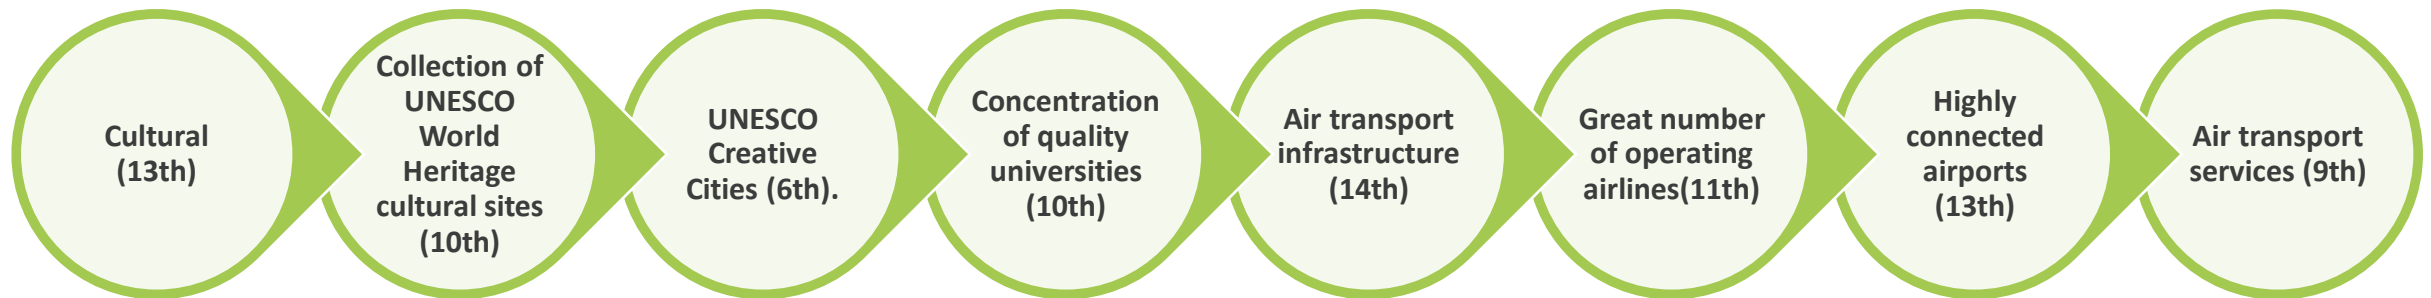 Cultural
(13th)
Collection of
UNESCO
World
Heritage
cultural sites
(10th)
UNESCO
Creative
Cities (6th).
Concentration
of quality
universities
(10th)
Air transport
infrastructure
(14th)
Great number
of operating
airlines(11th)
Highly
connected
airports
(13th)
Air transport
services (9th)